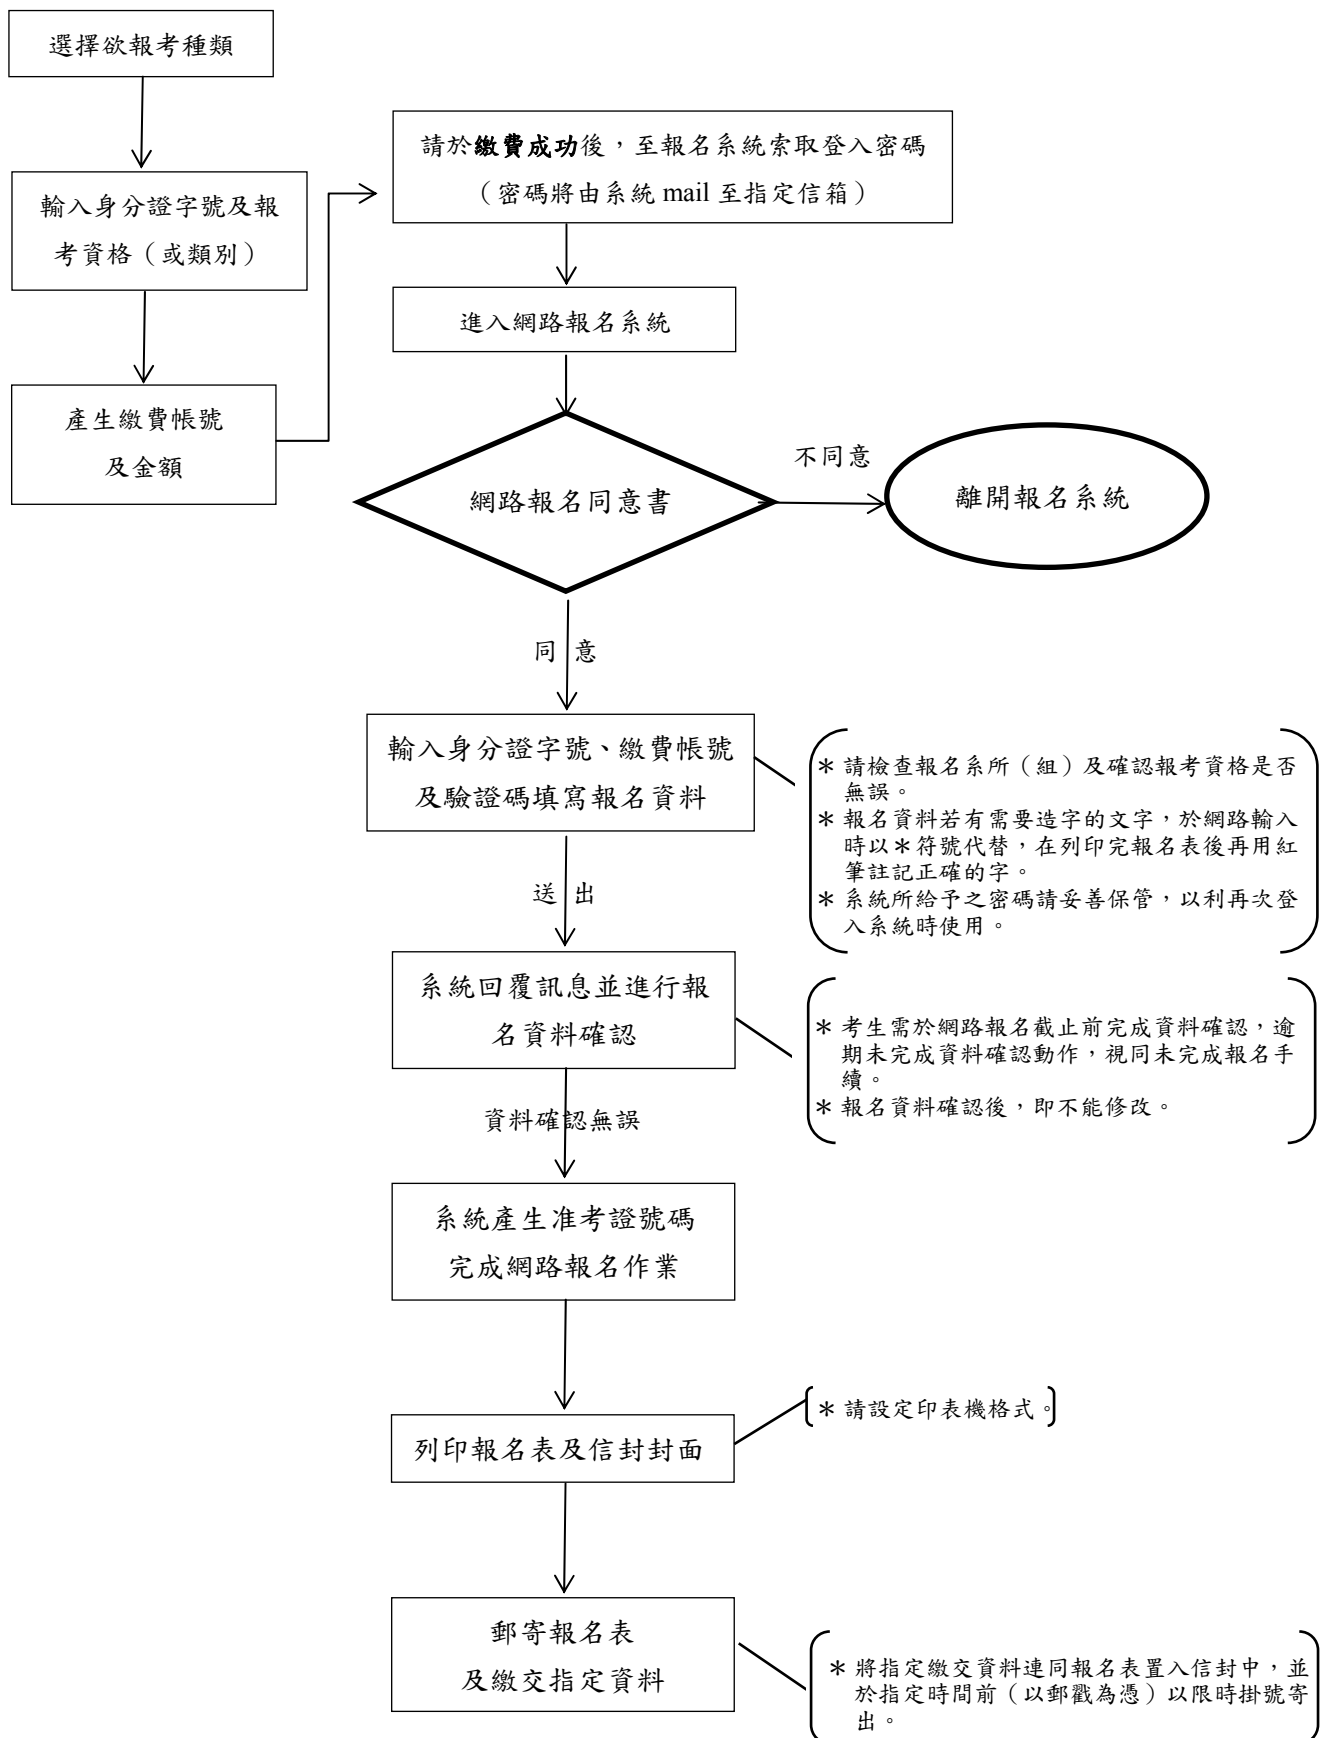 選擇欲報考種類
輸入身分證字號及報
考資格（或類別）
產生繳費帳號
及金額
請於繳費成功後，至報名系統索取登入密碼
（密碼將由系統 mail 至指定信箱）
進入網路報名系統
網路報名同意書
不同意
離開報名系統
同意
輸入身分證字號、繳費帳號
及驗證碼填寫報名資料
＊請檢查報名系所（組）及確認報考資格是否
無誤。
＊報名資料若有需要造字的文字，於網路輸入
時以＊符號代替，在列印完報名表後再用紅
筆註記正確的字。
＊系統所給予之密碼請妥善保管，以利再次登
入系統時使用。
送出
系統回覆訊息並進行報
名資料確認
＊考生需於網路報名截止前完成資料確認，逾
期未完成資料確認動作，視同未完成報名手
續。
＊報名資料確認後，即不能修改。
資料確認無誤
系統產生准考證號碼
完成網路報名作業
列印報名表及信封封面
＊請設定印表機格式。
郵寄報名表
及繳交指定資料
＊將指定繳交資料連同報名表置入信封中，並
於指定時間前（以郵戳為憑）以限時掛號寄
出。